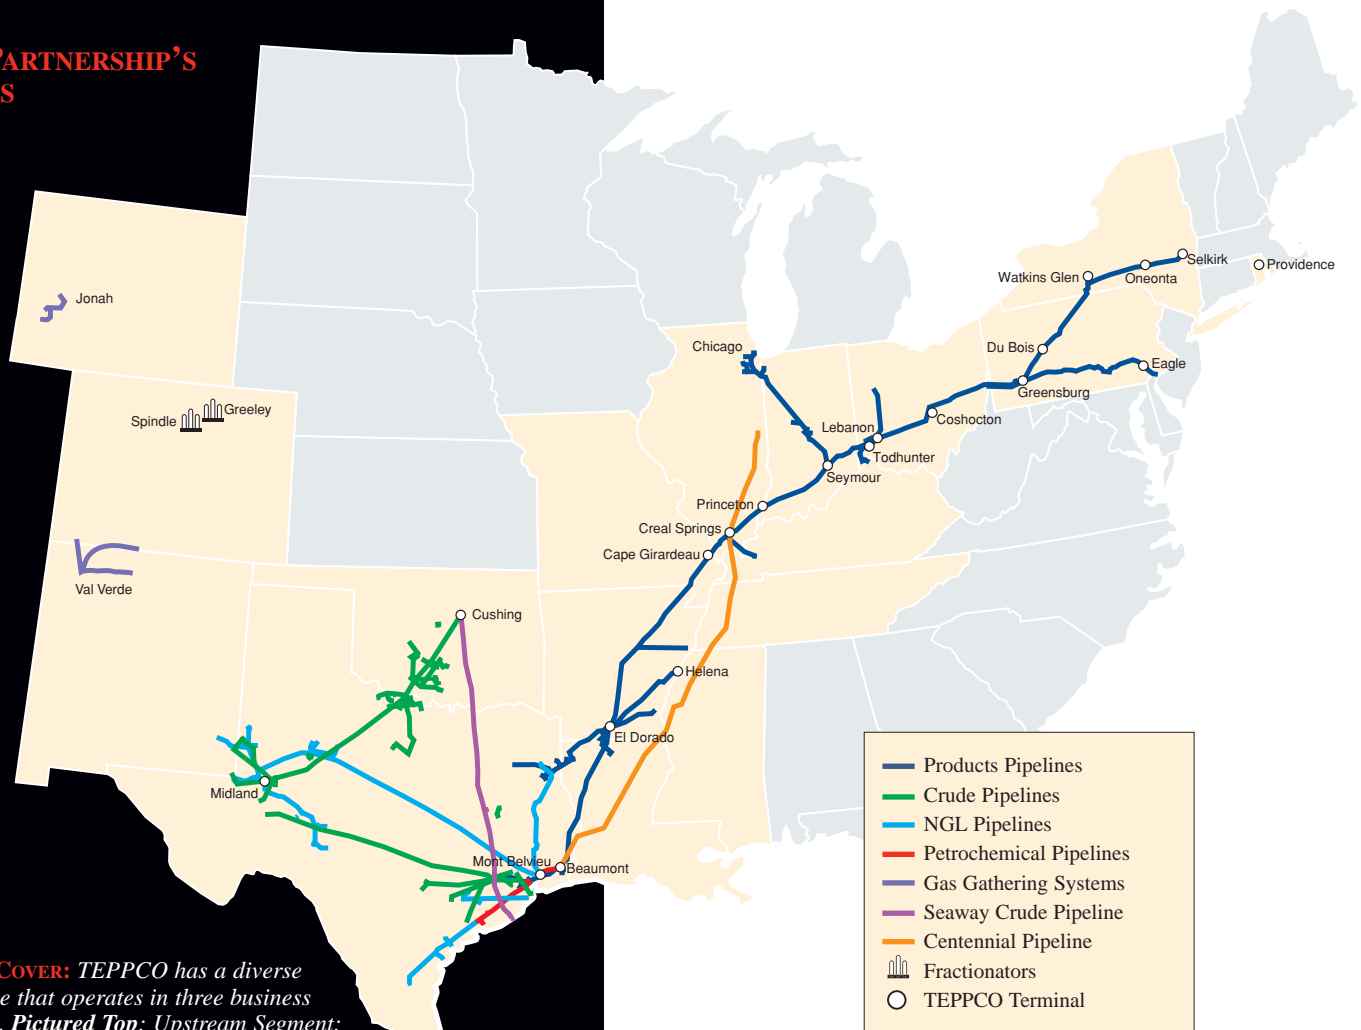 PARTNERSHIP'S
S
Jonah
Spindle
Greeley
Val Verde
Cushing
Midland
Mont Belvieu
Beaumont
El Dorado
Helena
Cape Girardeau
Creal Springs
Princeton
Seymour
Chicago
Lebanon
Todhunter
Coshocton
Greensburg
Du Bois
Eagle
Watkins Glen
Oneonta
Selkirk
Providence
Products Pipelines
Crude Pipelines
NGL Pipelines
Petrochemical Pipelines
Gas Gathering Systems
Seaway Crude Pipeline
Centennial Pipeline
Fractionators
TEPPCO Terminal
COVER: TEPPCO has a diverse
e that operates in three business
. Pictured Top: Upstream Segment;